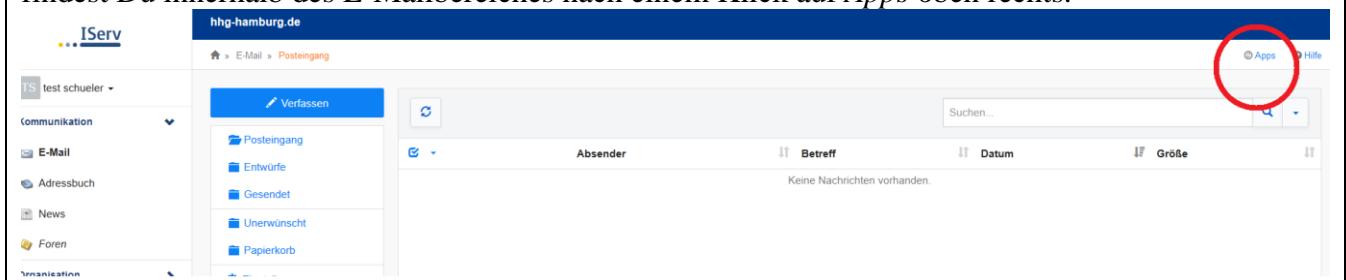 findest Du innerhalb des E-Mailbereiches nach einem Klick auf Apps oben rechts:
IServ
hhg-hamburg.de
» E-Mail » Posteingang
Apps
Hilfe
TS test schueler
Verfassen
Suchen...
Kommunikation
Posteingang
Absender Betreff Datum Größe
E-Mail
Entwürfe
Keine Nachrichten vorhanden.
Adressbuch
Gesendet
News
Unerwünscht
Foren
Papierkorb
Organisation